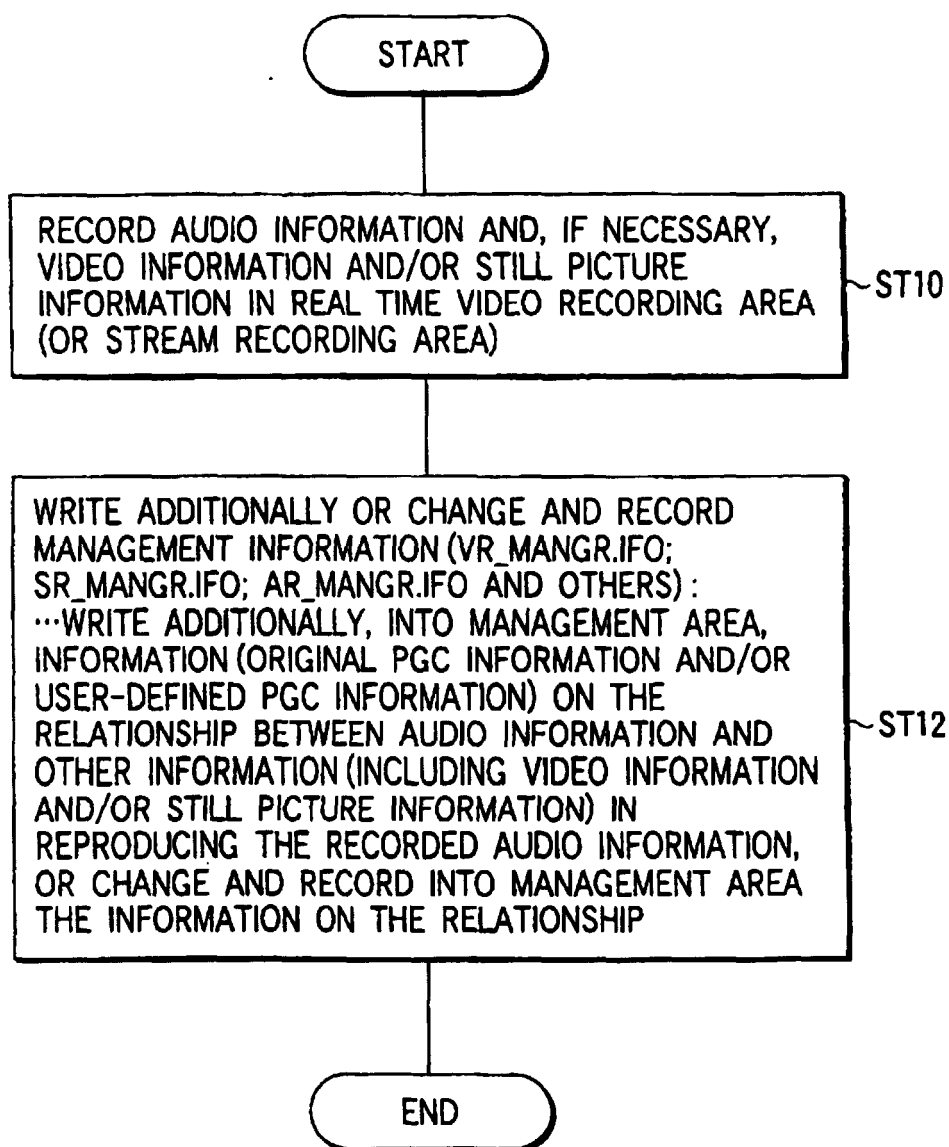 START
RECORD AUDIO INFORMATION AND, IF NECESSARY,
VIDEO INFORMATION AND/OR STILL PICTURE
INFORMATION IN REAL TIME VIDEO RECORDING AREA
(OR STREAM RECORDING AREA)
~ST10
WRITE ADDITIONALLY OR CHANGE AND RECORD
MANAGEMENT INFORMATION (VR_MANGR.IFO;
SR_MANGR.IFO; AR_MANGR.IFO AND OTHERS) :
···WRITE ADDITIONALLY, INTO MANAGEMENT AREA,
INFORMATION (ORIGINAL PGC INFORMATION AND/OR
USER-DEFINED PGC INFORMATION) ON THE
RELATIONSHIP BETWEEN AUDIO INFORMATION AND
OTHER INFORMATION (INCLUDING VIDEO INFORMATION
AND/OR STILL PICTURE INFORMATION) IN
REPRODUCING THE RECORDED AUDIO INFORMATION,
OR CHANGE AND RECORD INTO MANAGEMENT AREA
THE INFORMATION ON THE RELATIONSHIP
~ST12
END